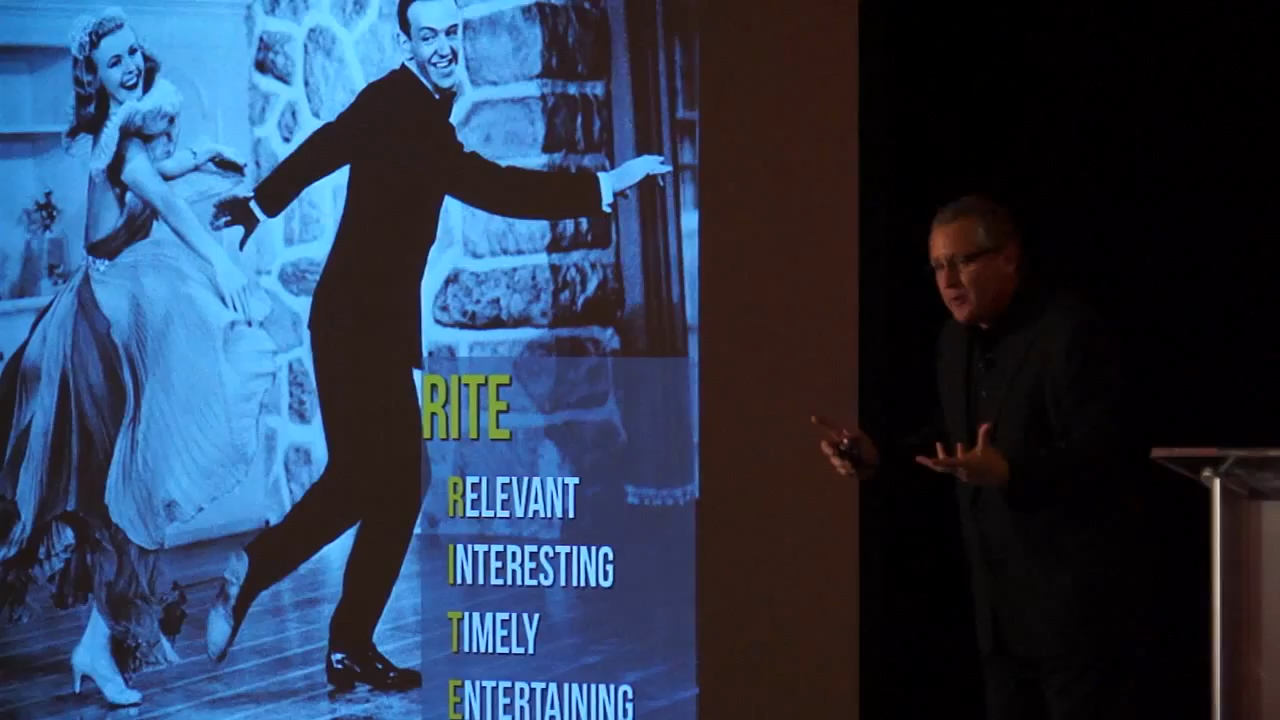 RITE
RELEVANT
INTERESTING
TIMELY
ENTERTAINING